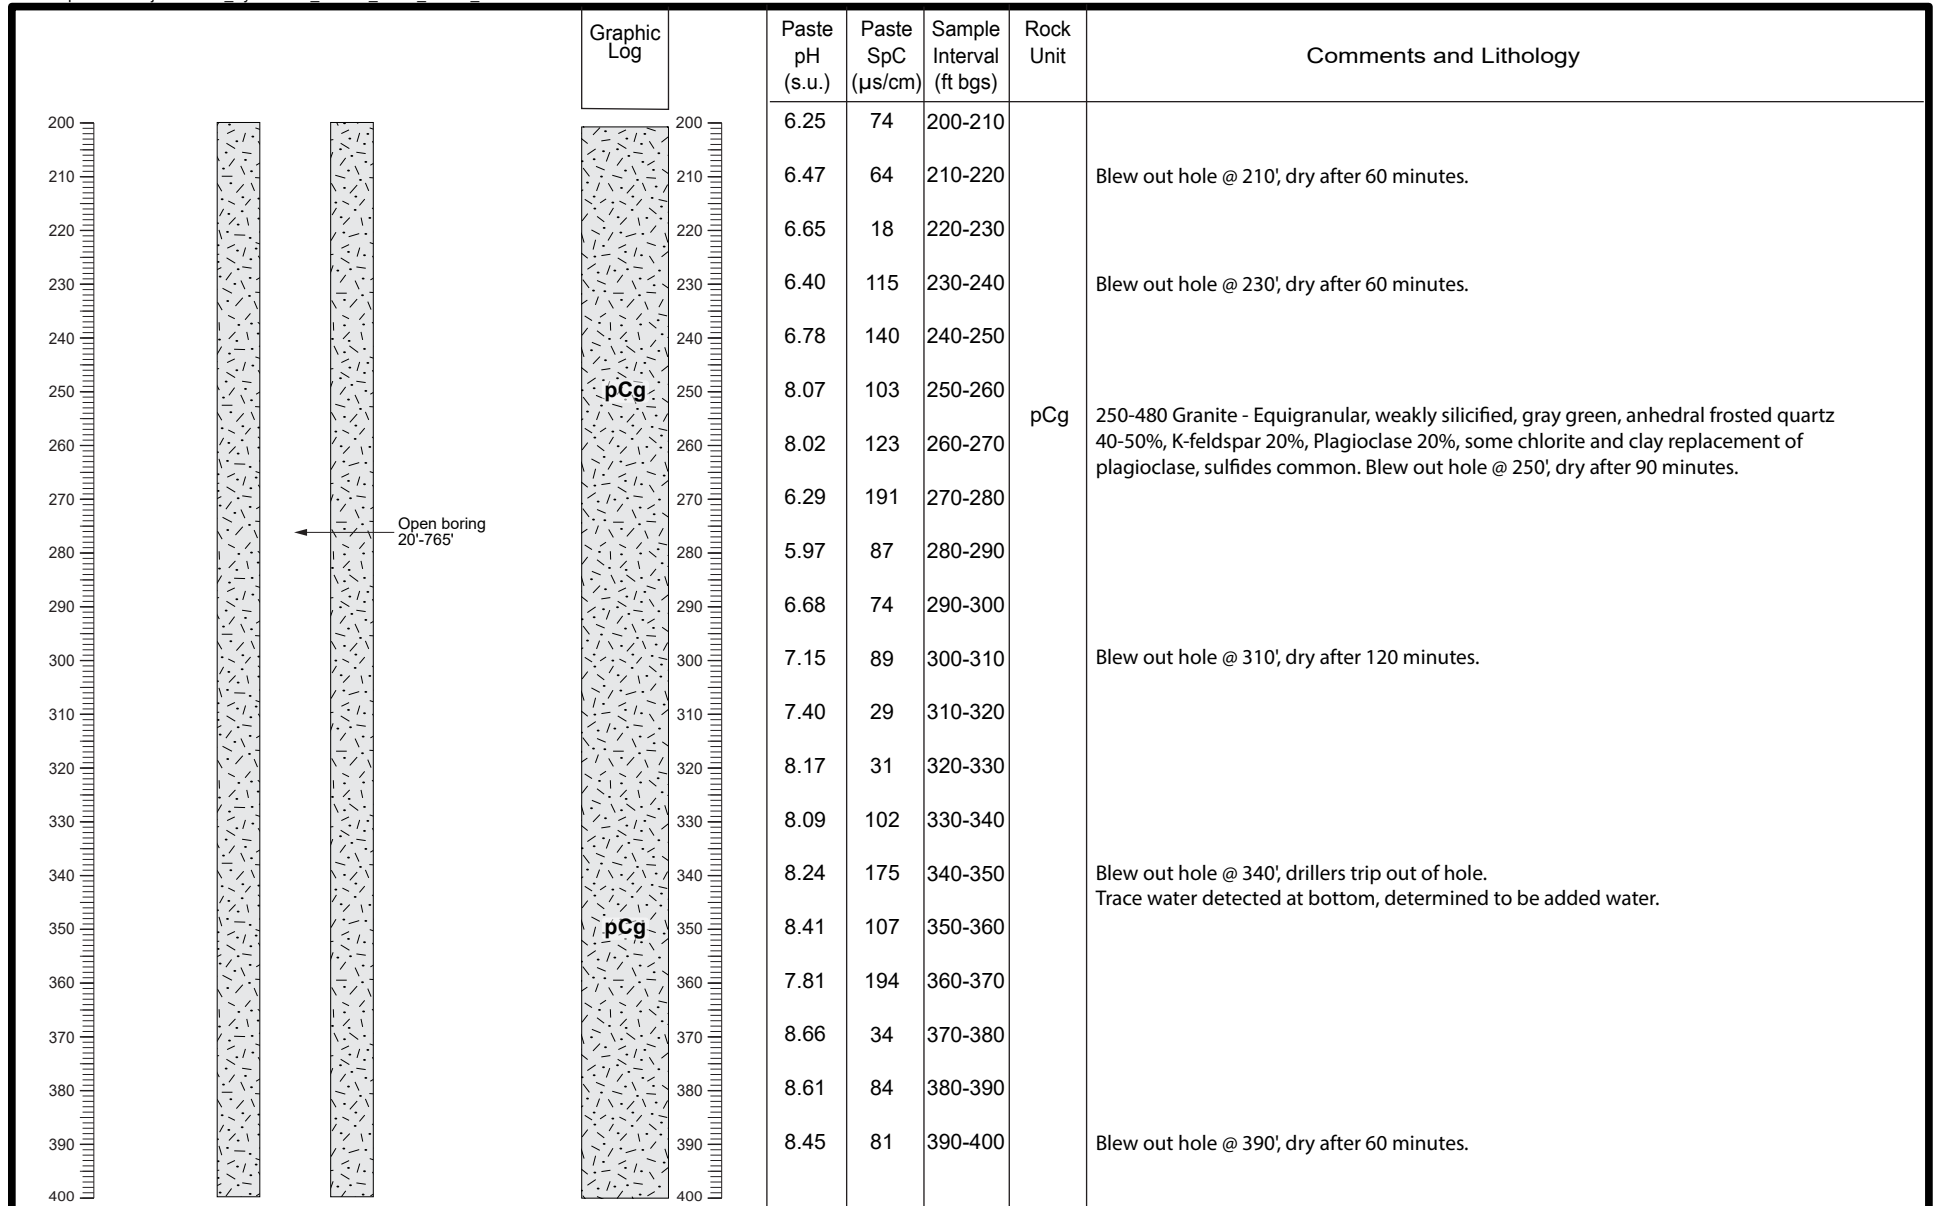 Graphic
Log
Paste
pH
(s.u.)
Paste
SpC
(µs/cm)
Sample
Interval
(ft bgs)
Rock
Unit
Comments and Lithology
200 200 6.25 74 200-210
210 210 6.47 64 210-220 Blew out hole @ 210', dry after 60 minutes.
220 220 6.65 18 220-230
230 230 6.40 115 230-240 Blew out hole @ 230', dry after 60 minutes.
240 240 6.78 140 240-250
250 pCg 250 8.07 103 250-260
pCg 250-480 Granite - Equigranular, weakly silicified, gray green, anhedral frosted quartz
260 260 8.02 123 260-270 40-50%, K-feldspar 20%, Plagioclase 20%, some chlorite and clay replacement of
plagioclase, sulfides common. Blew out hole @ 250', dry after 90 minutes.
270 270 6.29 191 270-280
Open boring
20'-765'
280 280 5.97 87 280-290
290 290 6.68 74 290-300
300 300 7.15 89 300-310 Blew out hole @ 310', dry after 120 minutes.
310 310 7.40 29 310-320
320 320 8.17 31 320-330
330 330 8.09 102 330-340
340 340 8.24 175 340-350 Blew out hole @ 340', drillers trip out of hole.
Trace water detected at bottom, determined to be added water.
350 pCg 350 8.41 107 350-360
360 360 7.81 194 360-370
370 370 8.66 34 370-380
380 380 8.61 84 380-390
390 390 8.45 81 390-400 Blew out hole @ 390', dry after 60 minutes.
400 400